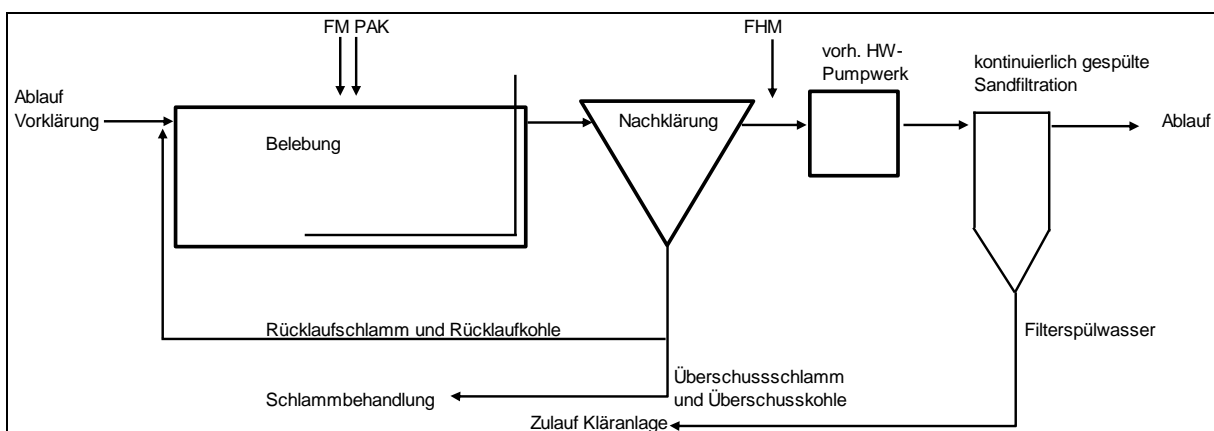 FM PAK
FHM
vorh. HW-
Pumpwerk
kontinuierlich gespülte
Sandfiltration
Ablauf
Vorklärung
Belebung
Nachklärung
Ablauf
Rücklaufschlamm und Rücklaufkohle
Filterspülwasser
Überschussschlamm
und Überschusskohle
Schlammbehandlung
Zulauf Kläranlage